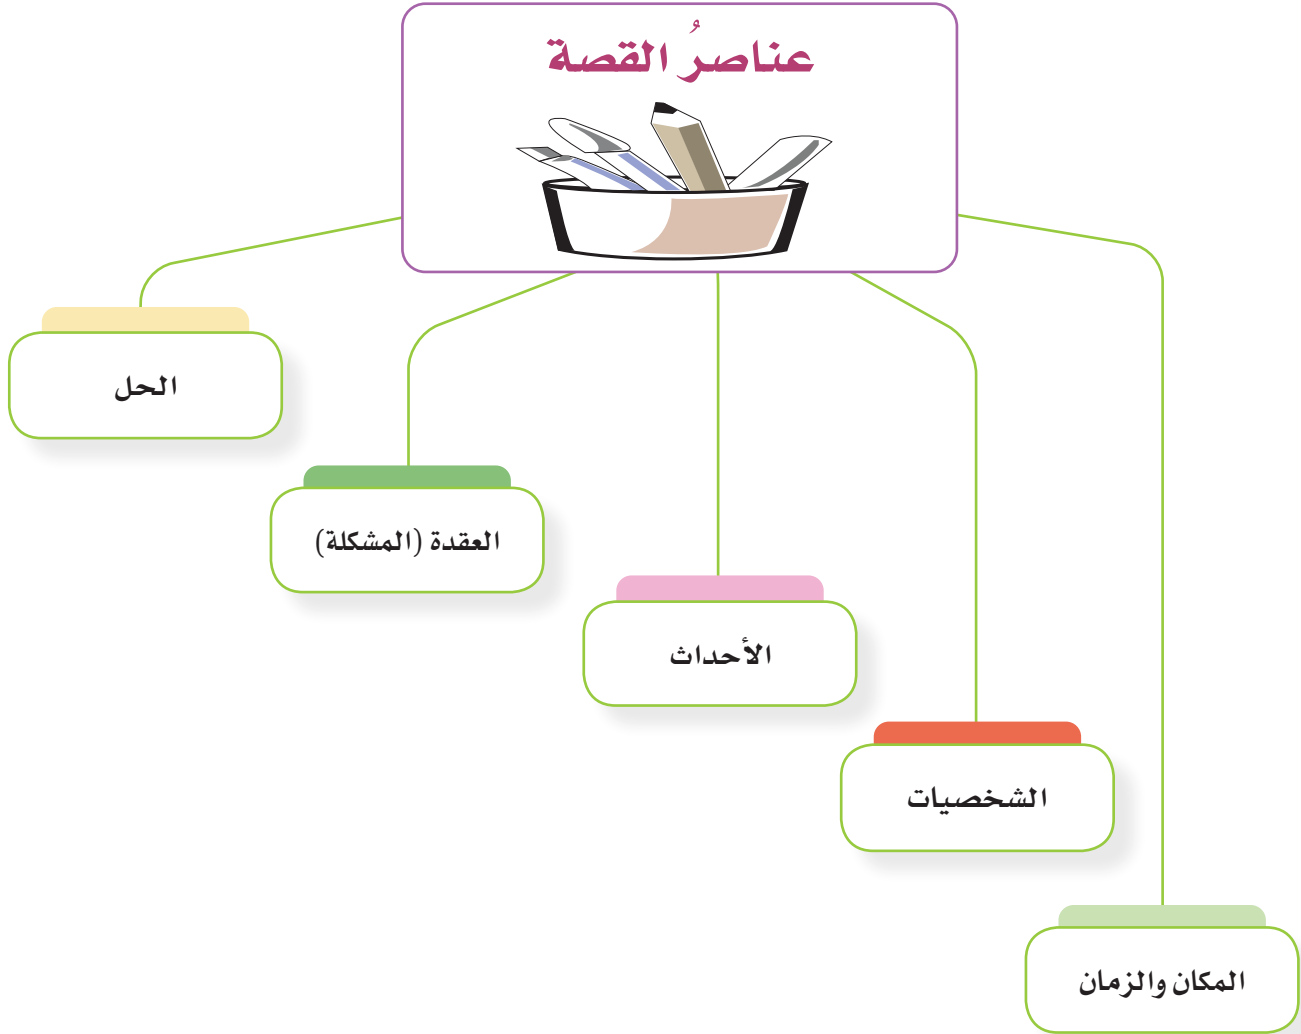 عناصرُ القصة
الحل
العقدة (المشكلة)
الأحداث
الشخصيات
المكان والزمان